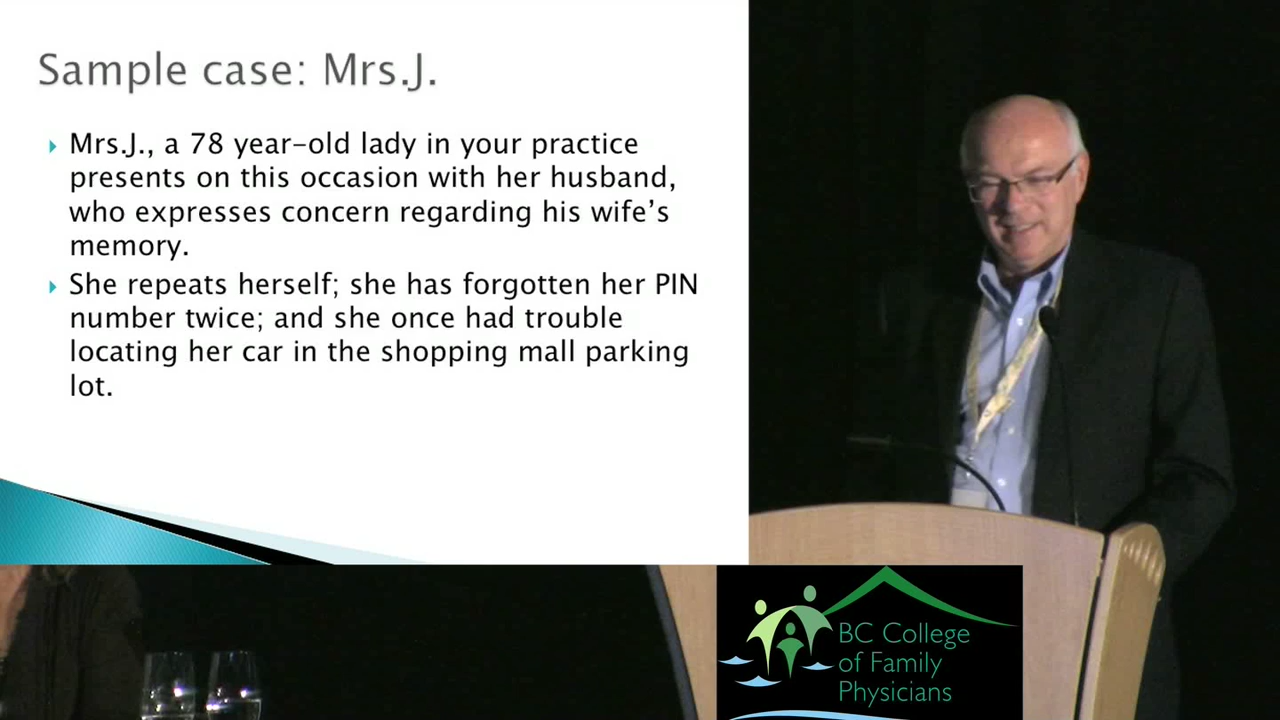 Sample case: Mrs.J.
Mrs.J., a 78 year-old lady in your practice
presents on this occasion with her husband,
who expresses concern regarding his wife's
memory.
She repeats herself; she has forgotten her PIN
number twice; and she once had trouble
locating her car in the shopping mall parking
lot.
BC College
of Family
Physicians